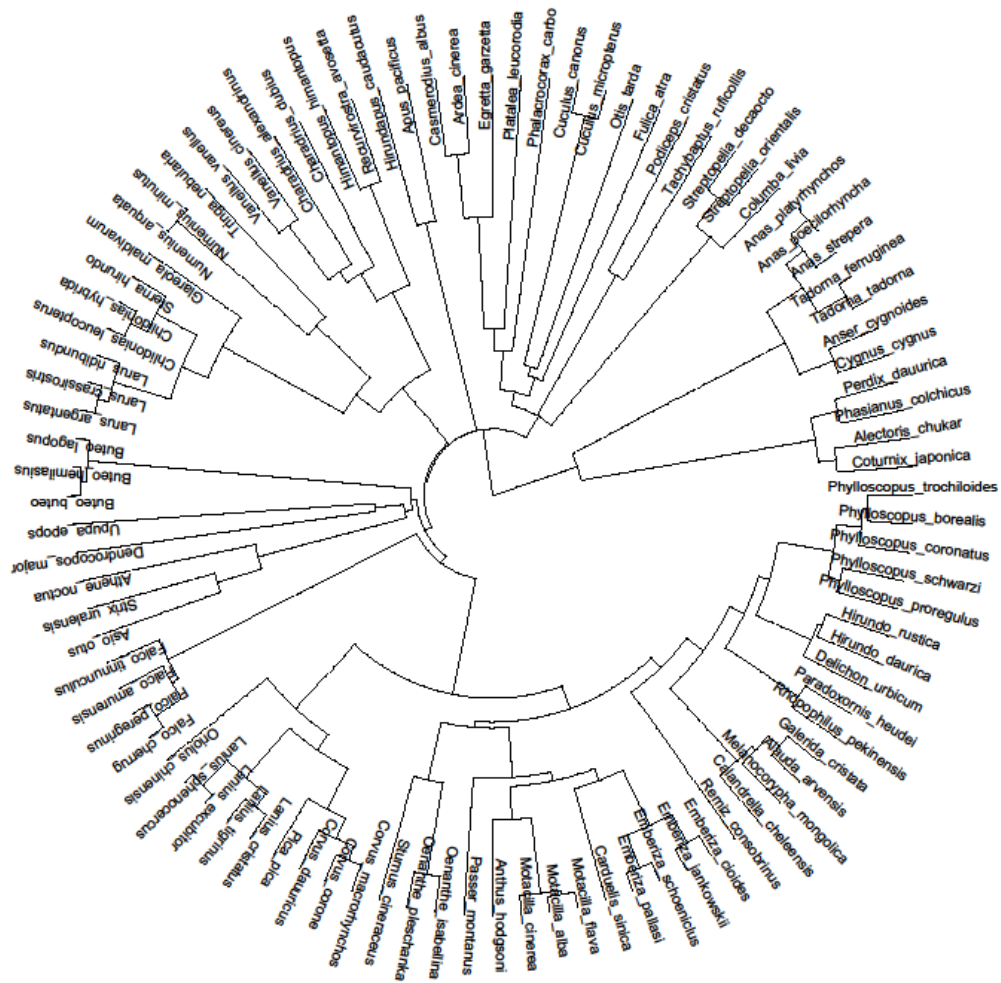 Phylloscopus_trochiloides
Phylloscopus_borealis
Phylloscopus_coronatus
Phylloscopus_schwarzi
Phylloscopus_proregulus
Hirundo_rustica
Hirundo_daurica
Delichon_urbicum
Paradoxornis_heudei
Rhopophilus_pekinensis
Galerida_cristata
Alauda_arvensis
Melanocorypha_mongolica
Calandrella_cheleensis
Remiz_consobrinus
Emberiza_cioides
Emberiza_jankowskii
Emberiza_schoeniclus
Emberiza_pallasi
Carduelis_sinica
Motacilla_flava
Motacilla_alba
Motacilla_cinerea
Anthus_hodgsoni
Passer_montanus
Oenanthe_isabellina
Oenanthe_pleschanka
Sturnus_cineraceus
Corvus_macrorhynchos
Corvus_corone
Corvus_dauuricus
Pica_pica
Lanius_cristatus
Lanius_tigrinus
Lanius_excubitor
Lanius_sphenocercus
Oriolus_chinensis
Falco_cherrug
Falco_peregrinus
Falco_amurensis
Falco_tinnunculus
Asio_otus
Strix_uralensis
Athene_noctua
Dendrocopos_major
Upupa_epops
Buteo_buteo
Buteo_hemilasius
Buteo_lagopus
Larus_argentatus
Larus_crassirostris
Larus_ridibundus
Chlidonias_leucopterus
Chlidonias_hybrida
Sterna_hirundo
Glareola_maldivarum
Numenius_arquata
Numenius_minutus
Tringa_nebularia
Vanellus_vanellus
Vanellus_cinereus
Charadrius_alexandrinus
Charadrius_dubius
Himantopus_himantopus
Recurvirostra_avosetta
Hirundapus_caudacutus
Apus_pacificus
Casmerodius_albus
Ardea_cinerea
Egretta_garzetta
Platalea_leucorodia
Phalacrocorax_carbo
Cuculus_canorus
Cuculus_micropterus
Otis_tarda
Fulica_atra
Podiceps_cristatus
Tachybaptus_ruficollis
Streptopelia_decaocto
Streptopelia_orientalis
Columba_livia
Anas_platyrhynchos
Anas_poecilorhyncha
Anas_strepera
Tadorna_ferruginea
Tadorna_tadorna
Anser_cygnoides
Cygnus_cygnus
Perdix_dauurica
Phasianus_colchicus
Alectoris_chukar
Coturnix_japonica